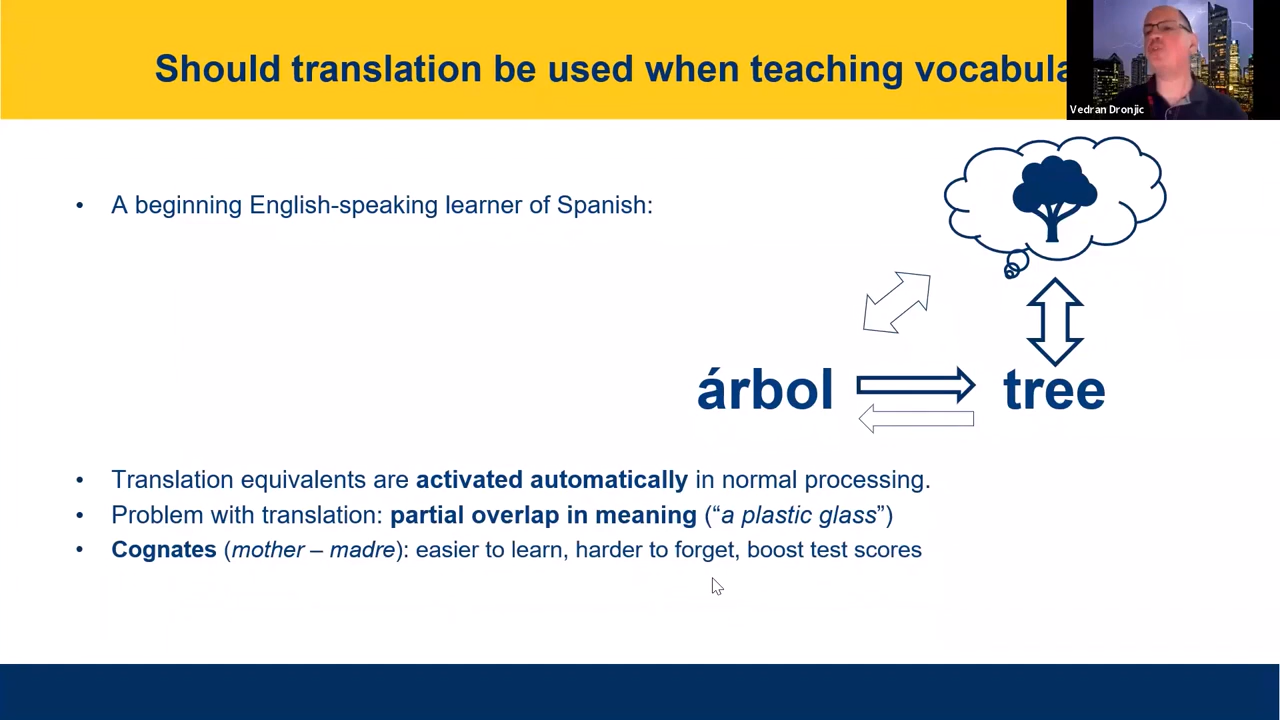 Should translation be used when teaching
Vedran Dronjic
• A beginning English-speaking learner of Spanish:
árbol tree
• Translation equivalents are activated automatically in normal processing.
• Problem with translation: partial overlap in meaning (“a plastic glass”)
• Cognates (mother – madre): easier to learn, harder to forget, boost test scores